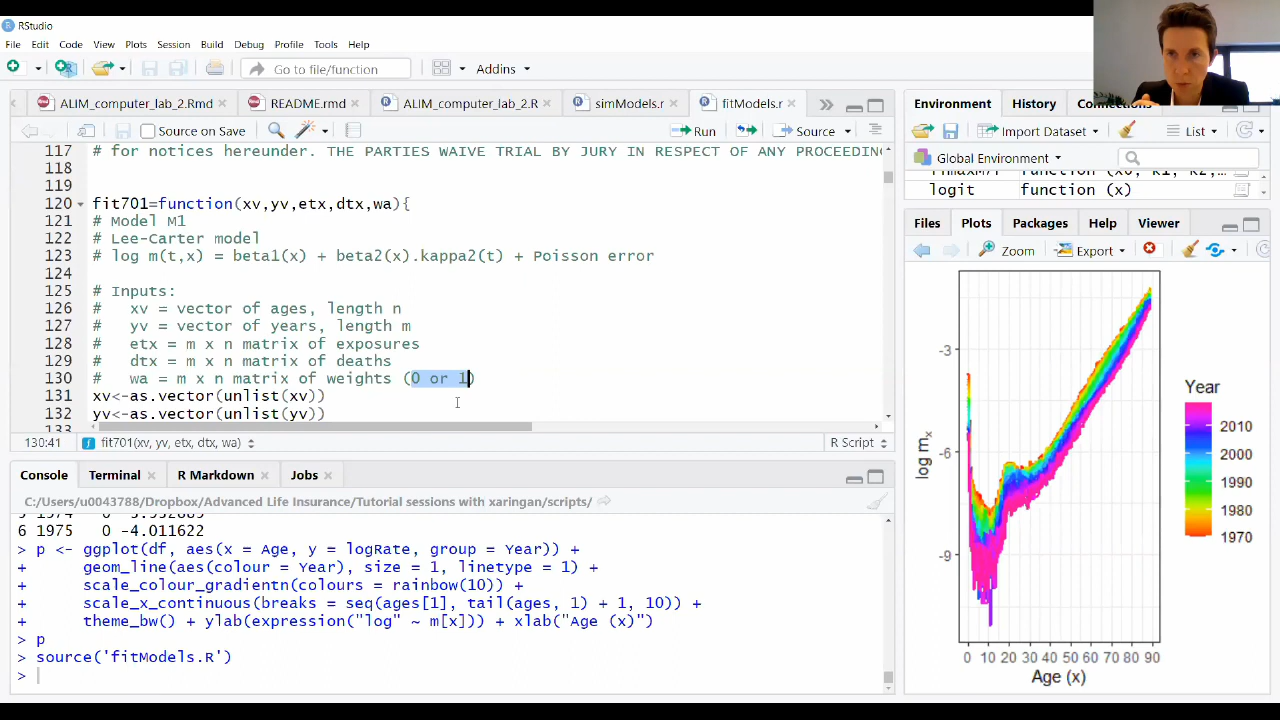 RStudio
File Edit Code View Plots Session Build Debug Profile Tools Help
Go to file/function Addins
ALIM_computer_lab_2.Rmd README.rmd ALIM_computer_lab_2.R simModels.r fitModels.r
Source on Save Run Source
117 # for notices hereunder. THE PARTIES WAIVE TRIAL BY JURY IN RESPECT OF ANY PROCEEDING
118
119
120 fit701=function(xv,yv,etx,dtx,wa){
121 # Model M1
122 # Lee-Carter model
123 # log m(t,x) = beta1(x) + beta2(x).kappa2(t) + Poisson error
124
125 # Inputs:
126 # xv = vector of ages, length n
127 # yv = vector of years, length m
128 # etx = m x n matrix of exposures
129 # dtx = m x n matrix of deaths
130 # wa = m x n matrix of weights (0 or 1)
131 xv<-as.vector(unlist(xv))
132 yv<-as.vector(unlist(yv))
133
130:41 fit701(xv, yv, etx, dtx, wa) R Script
Console Terminal R Markdown Jobs
C:/Users/u0043788/Dropbox/Advanced Life Insurance/Tutorial sessions with xaringan/scripts/
6 1975 0 -4.011622
> p <- ggplot(df, aes(x = Age, y = logRate, group = Year)) +
+ geom_line(aes(colour = Year), size = 1, linetype = 1) +
+ scale_colour_gradientn(colours = rainbow(10)) +
+ scale_x_continuous(breaks = seq(ages[1], tail(ages, 1) + 1, 10)) +
+ theme_bw() + ylab(expression("log" ~ m[x])) + xlab("Age (x)")
> p
> source('fitModels.R')
>
Environment History
Import Dataset List
Global Environment
logit function (x)
Files Plots Packages Help Viewer
Zoom Export
-3
-6
-9
log mx
0 10 20 30 40 50 60 70 80 90
Age (x)
Year
2010
2000
1990
1980
1970